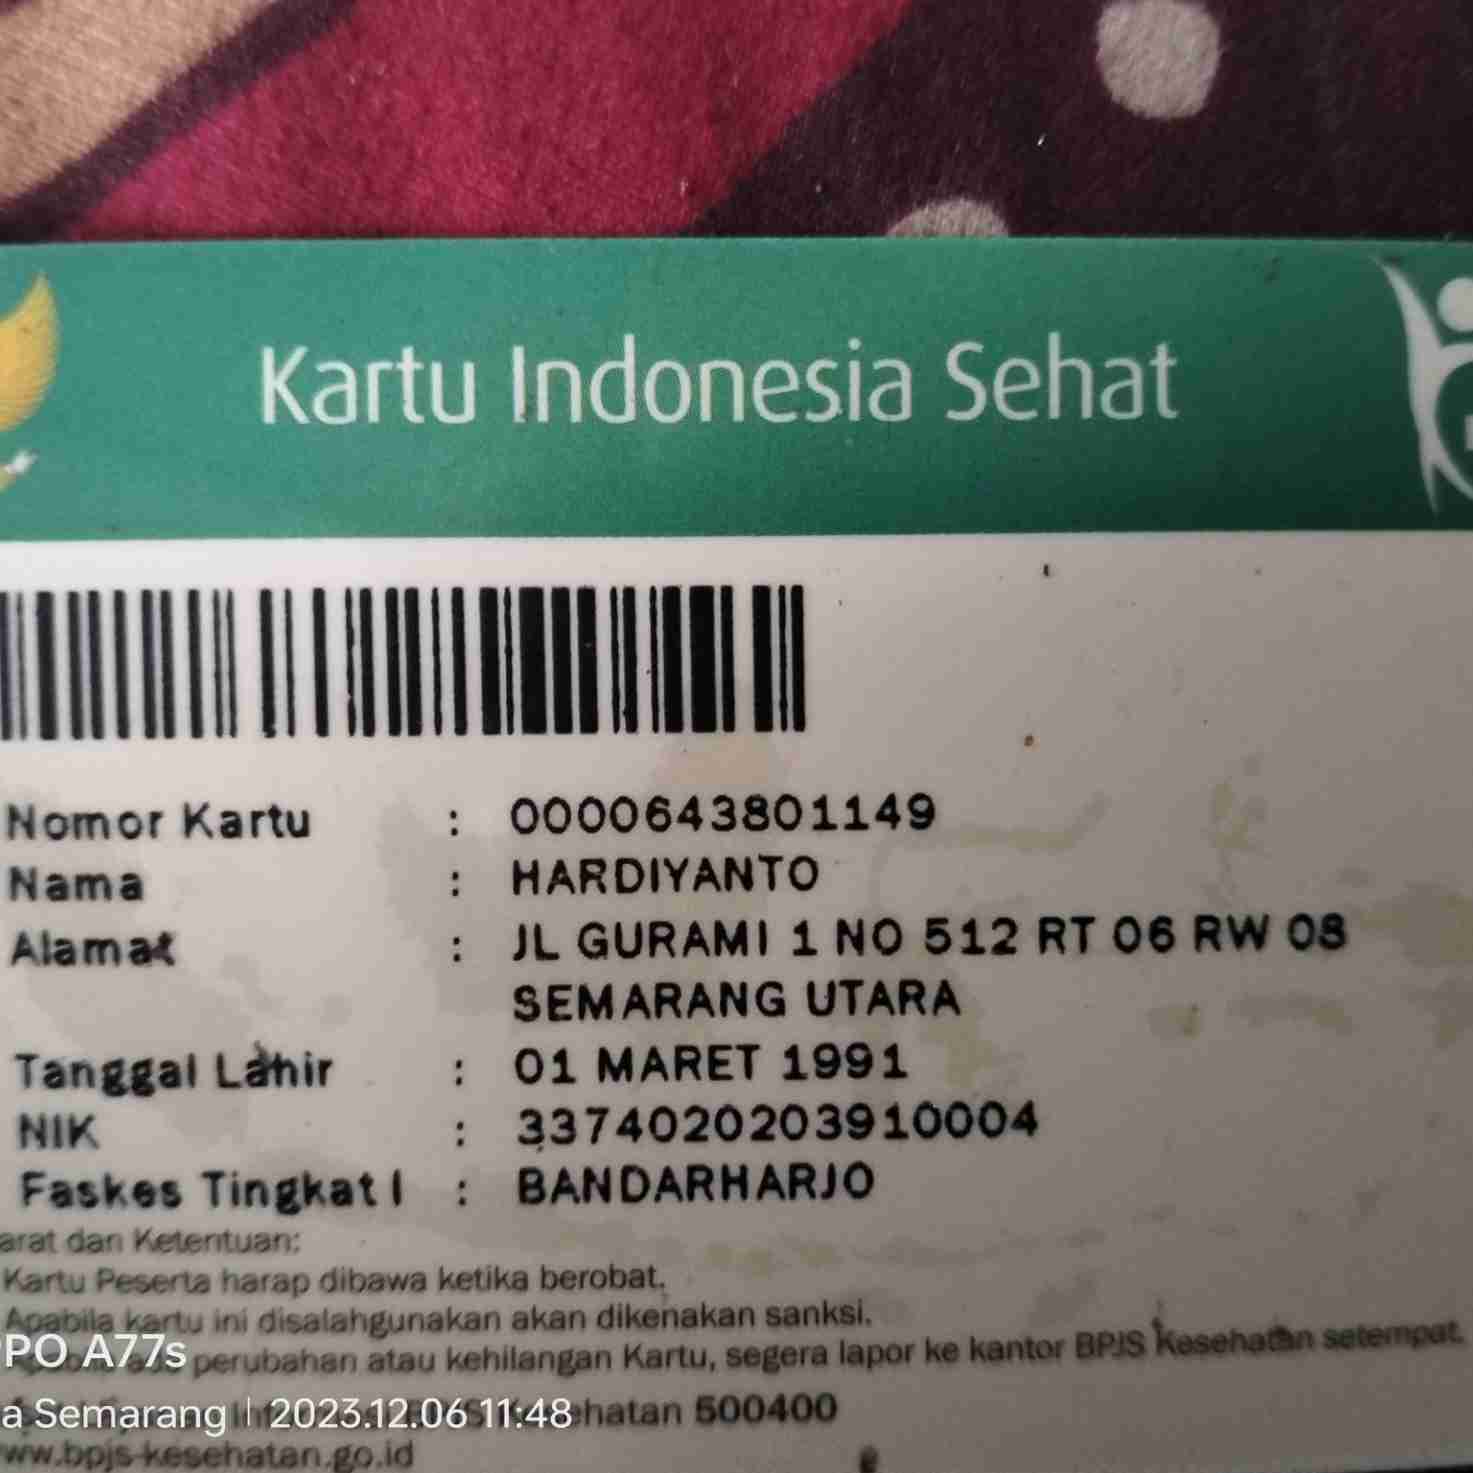 Kartu Indonesia Sehat
Nomor Kartu : 0000643801149
Nama : HARDIYANTO
Alamat : JL GURAMI 1 NO 512 RT 06 RW 08
SEMARANG UTARA
Tanggal Lahir : 01 MARET 1991
NIK : 3374020203910004
Faskes Tingkat I : BANDARHARJO
arat dan Ketentuan:
Kartu Peserta harap dibawa ketika berobat.
Apabila kartu ini disalahgunakan akan dikenakan sanksi.
perubahan atau kehilangan Kartu, segera lapor ke kantor BPJS Kesehatan setempat.
PO A77s
hatan 500400
a Semarang | 2023.12.06 11:48
ww.bpjs-kesehatan.go.id